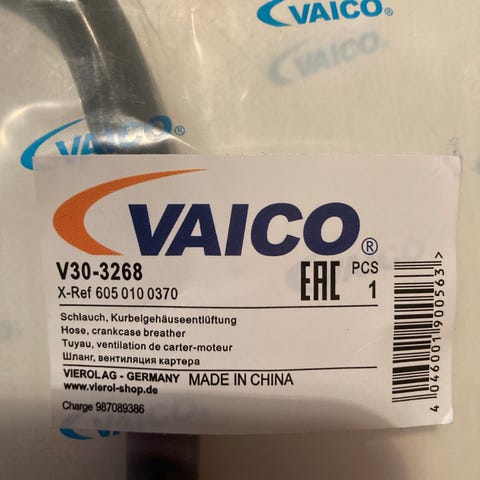 VAICO®
VAICO®
VAICO®
VAICO®
V30-3268
X-Ref 605 010 0370
EAC
PCS
1
Schlauch, Kurbelgehäuseentlüftung
Hose, crankcase breather
Tuyau, ventilation de carter-moteur
Шланг, вентиляция картера
VIEROL AG - GERMANY MADE IN CHINA
www.vierol-shop.de
Charge 987089386
4 046001 900563>